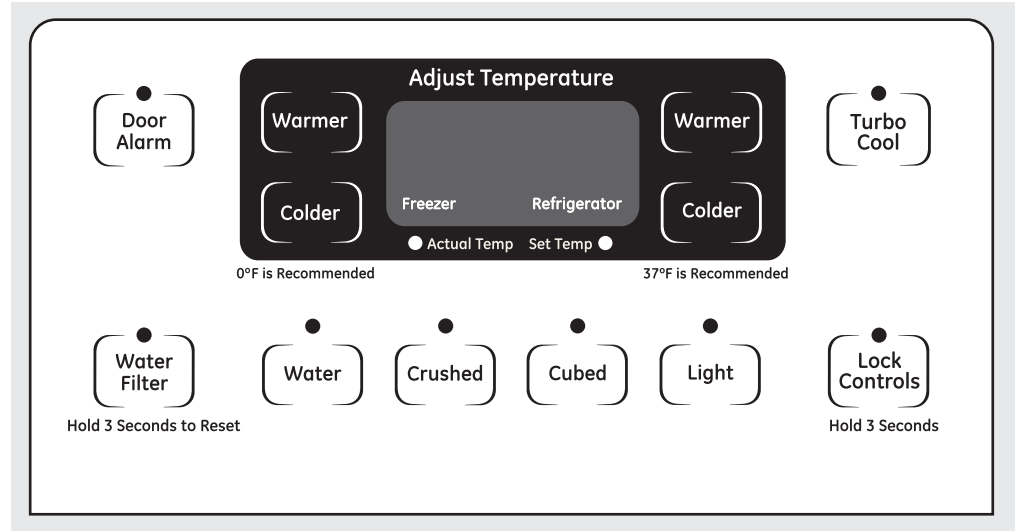 Adjust Temperature
Door
Alarm
Warmer
Warmer
Turbo
Cool
Colder
Freezer
Refrigerator
Colder
Actual Temp
Set Temp
0°F is Recommended
37°F is Recommended
Water
Filter
Water
Crushed
Cubed
Light
Lock
Controls
Hold 3 Seconds to Reset
Hold 3 Seconds